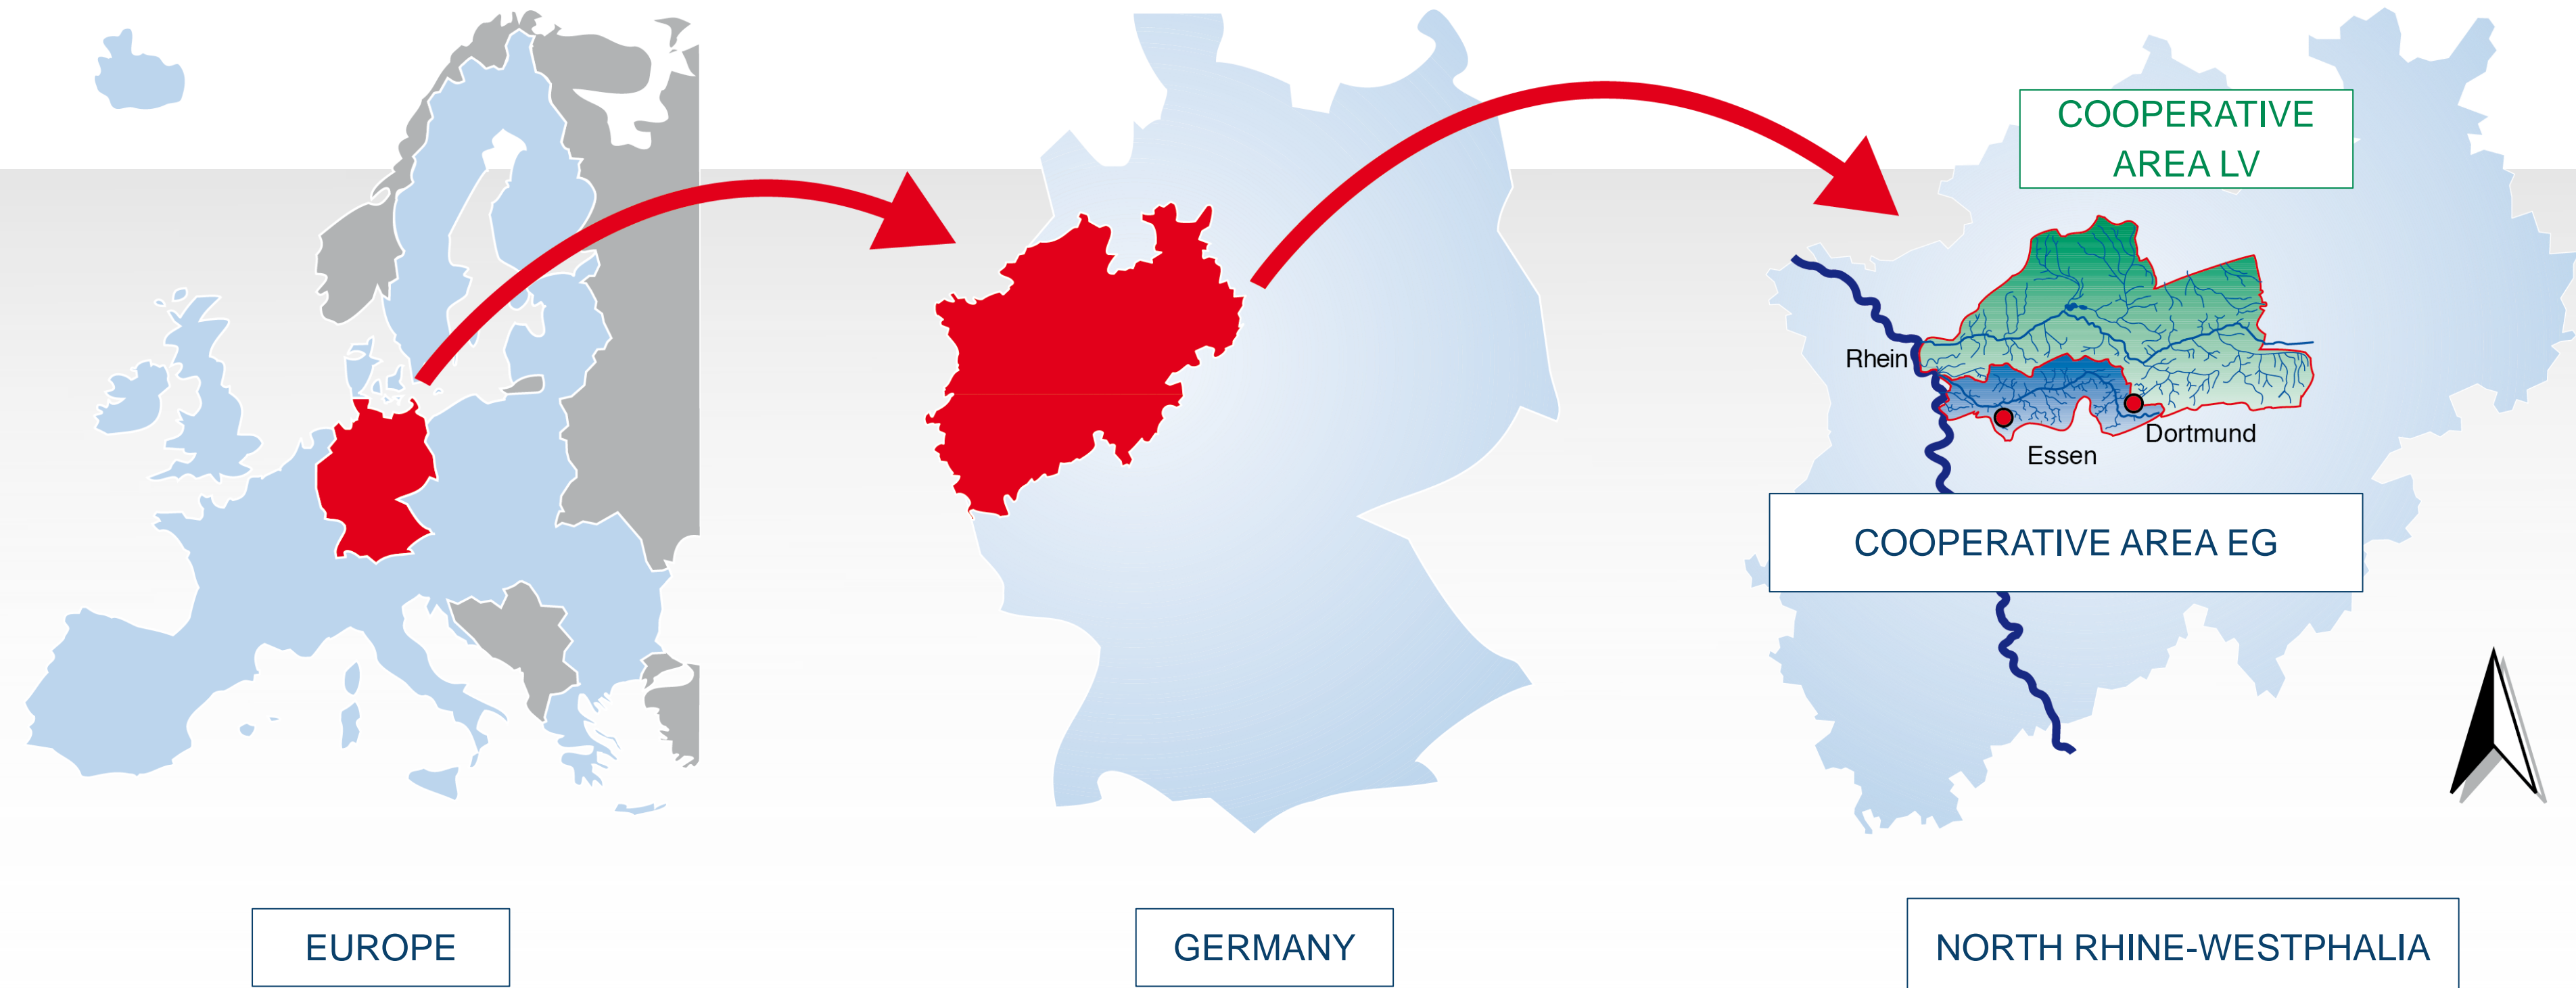 COOPERATIVE
AREA LV
Rhein
Dortmund
Essen
COOPERATIVE AREA EG
EUROPE
GERMANY
NORTH RHINE-WESTPHALIA